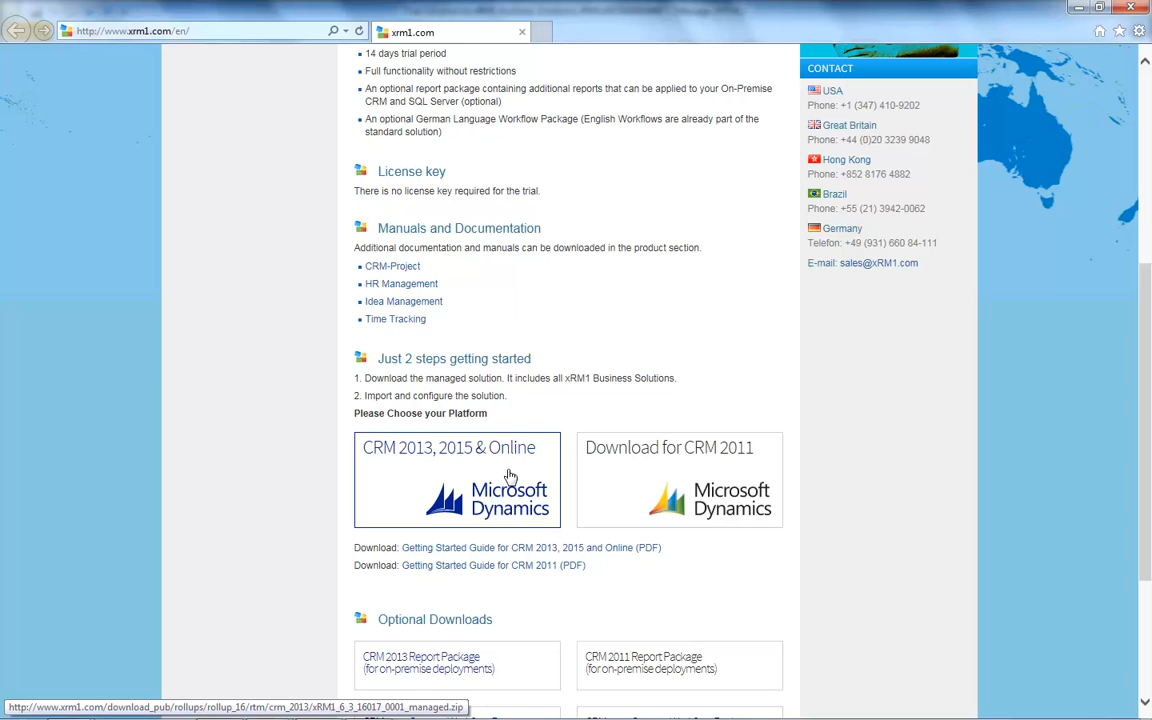 http://www.xrm1.com/en/
xrm1.com
14 days trial period
Full functionality without restrictions
An optional report package containing additional reports that can be applied to your On-Premise
CRM and SQL Server (optional)
An optional German Language Workflow Package (English Workflows are already part of the
standard solution)
License key
There is no license key required for the trial.
Manuals and Documentation
Additional documentation and manuals can be downloaded in the product section.
CRM-Project
HR Management
Idea Management
Time Tracking
Just 2 steps getting started
1. Download the managed solution. It includes all xRM1 Business Solutions.
2. Import and configure the solution.
Please Choose your Platform
CRM 2013, 2015 & Online
Microsoft
Dynamics
Download for CRM 2011
Microsoft
Dynamics
Download: Getting Started Guide for CRM 2013, 2015 and Online (PDF)
Download: Getting Started Guide for CRM 2011 (PDF)
Optional Downloads
CRM 2013 Report Package
(for on-premise deployments)
CRM 2011 Report Package
(for on-premise deployments)
CONTACT
USA
Phone: +1 (347) 410-9202
Great Britain
Phone: +44 (0)20 3239 9048
Hong Kong
Phone: +852 8176 4882
Brazil
Phone: +55 (21) 3942-0062
Germany
Telefon: +49 (931) 660 84-111
E-mail: sales@xRM1.com
http://www.xrm1.com/download_pub/rollups/rollup_16/rtm/crm_2013/xRM1_6_3_16017_0001_managed.zip